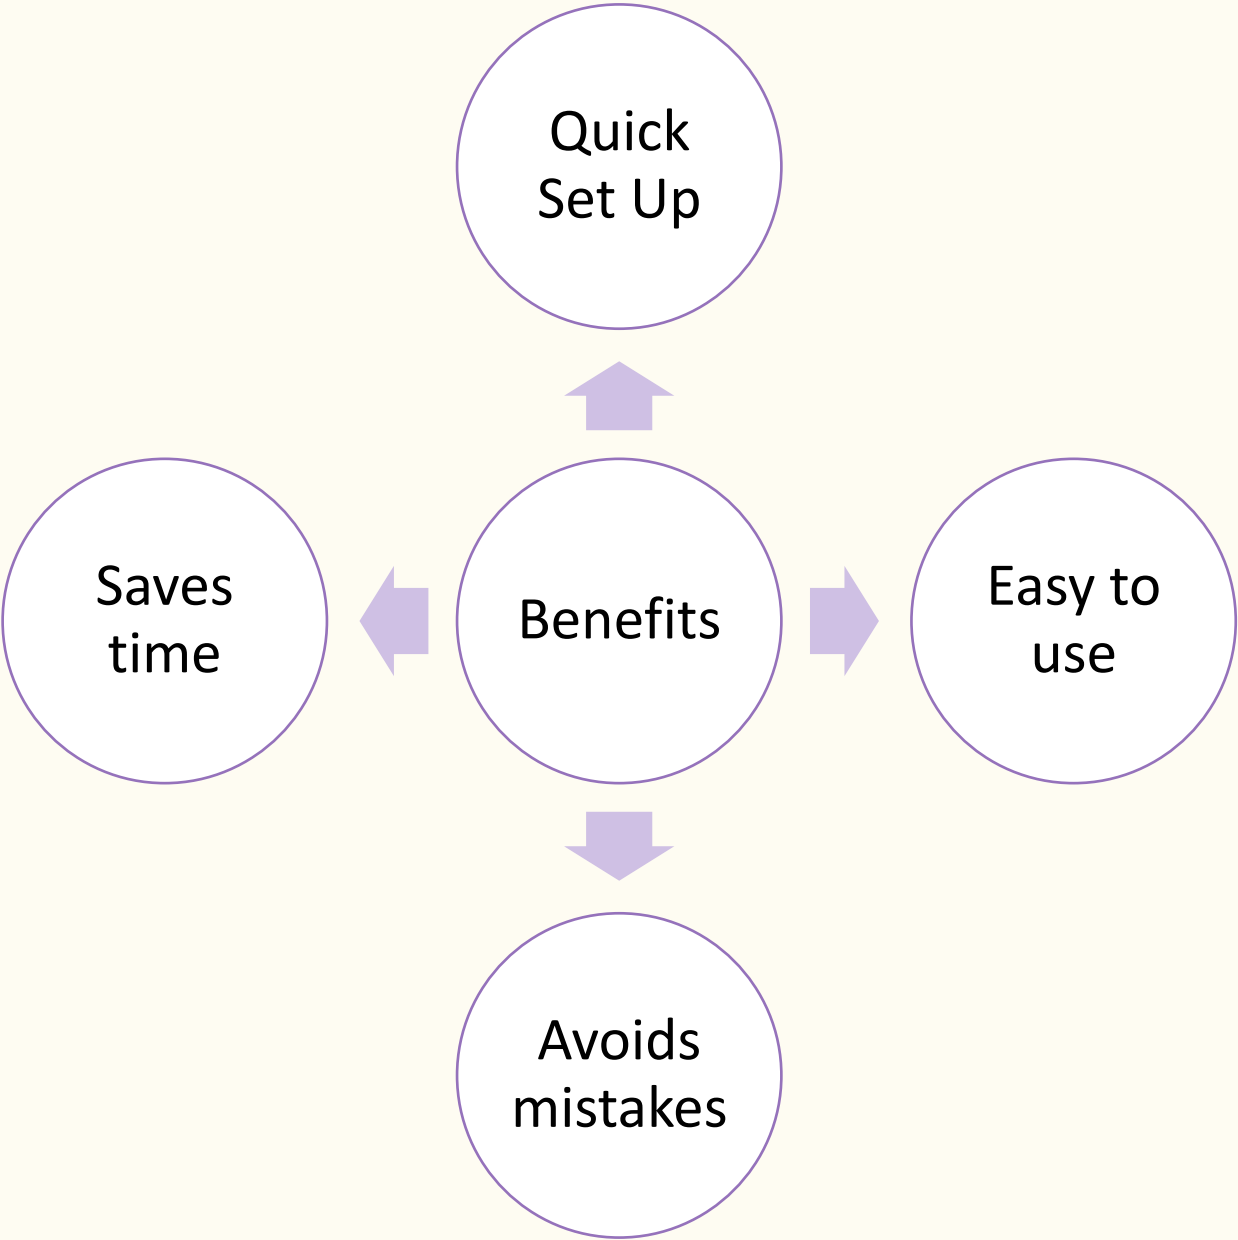 Quick
Set Up
Saves
time
Benefits
Easy to
use
Avoids
mistakes